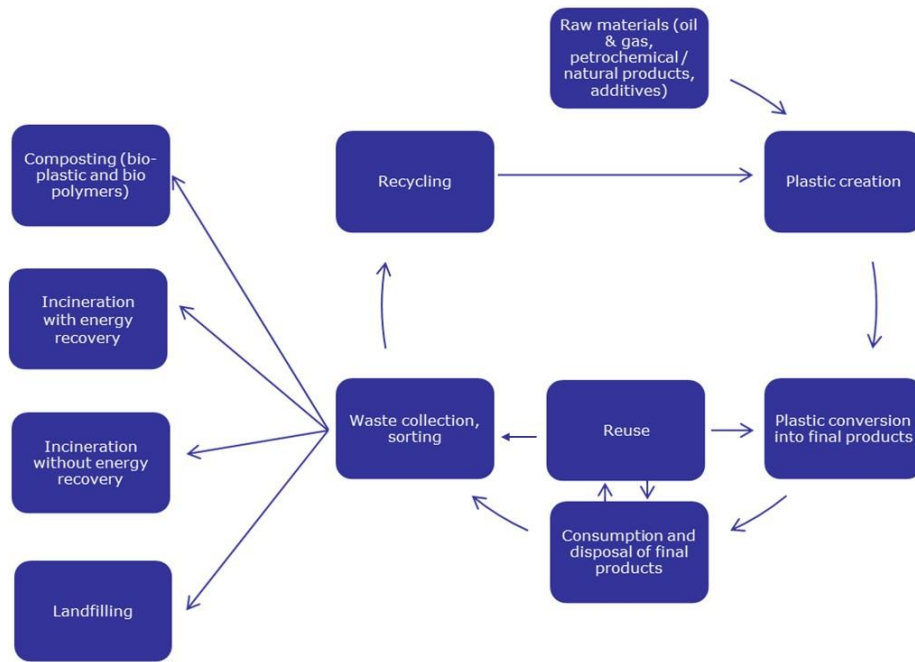 Raw materials (oil
& gas,
petrochemical /
natural products,
additives)
Composting (bio-
plastic and bio
polymers)
Recycling
Plastic creation
Incineration
with energy
recovery
Waste collection,
sorting
Reuse
Plastic conversion
into final products
Incineration
without energy
recovery
Consumption and
disposal of final
products
Landfilling